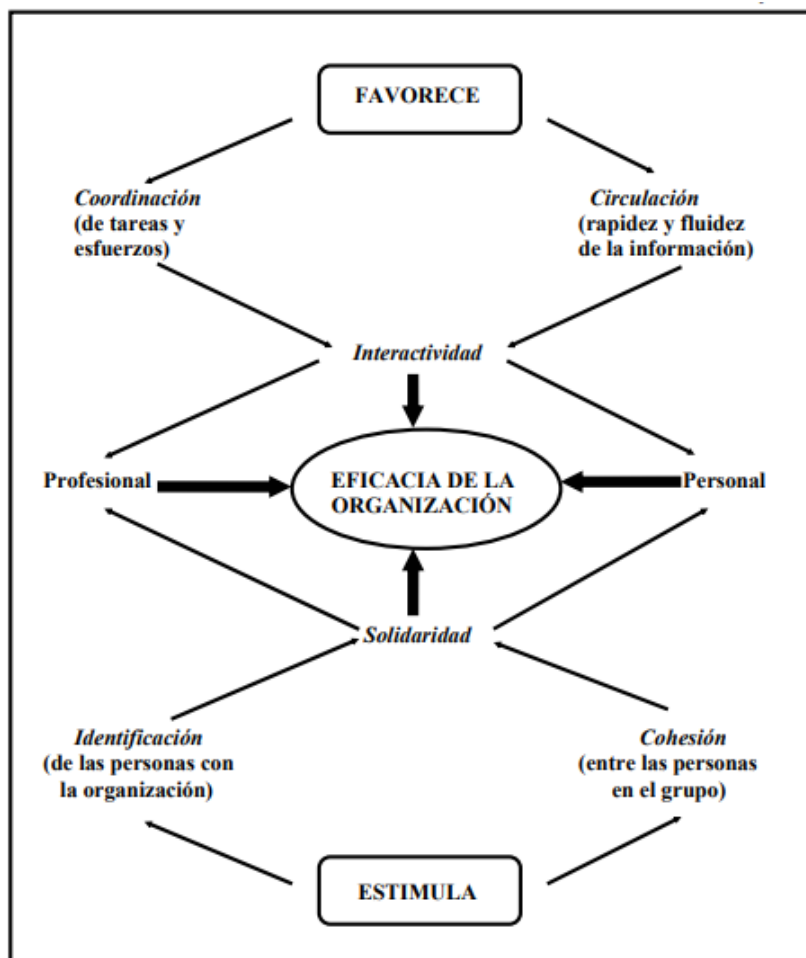 FAVORECE
Coordinación
(de tareas y
esfuerzos)
Circulación
(rapidez y fluidez
de la información)
Interactividad
Profesional
EFICACIA DE LA
ORGANIZACIÓN
Personal
Solidaridad
Identificación
(de las personas con
la organización)
Cohesión
(entre las personas
en el grupo)
ESTIMULA